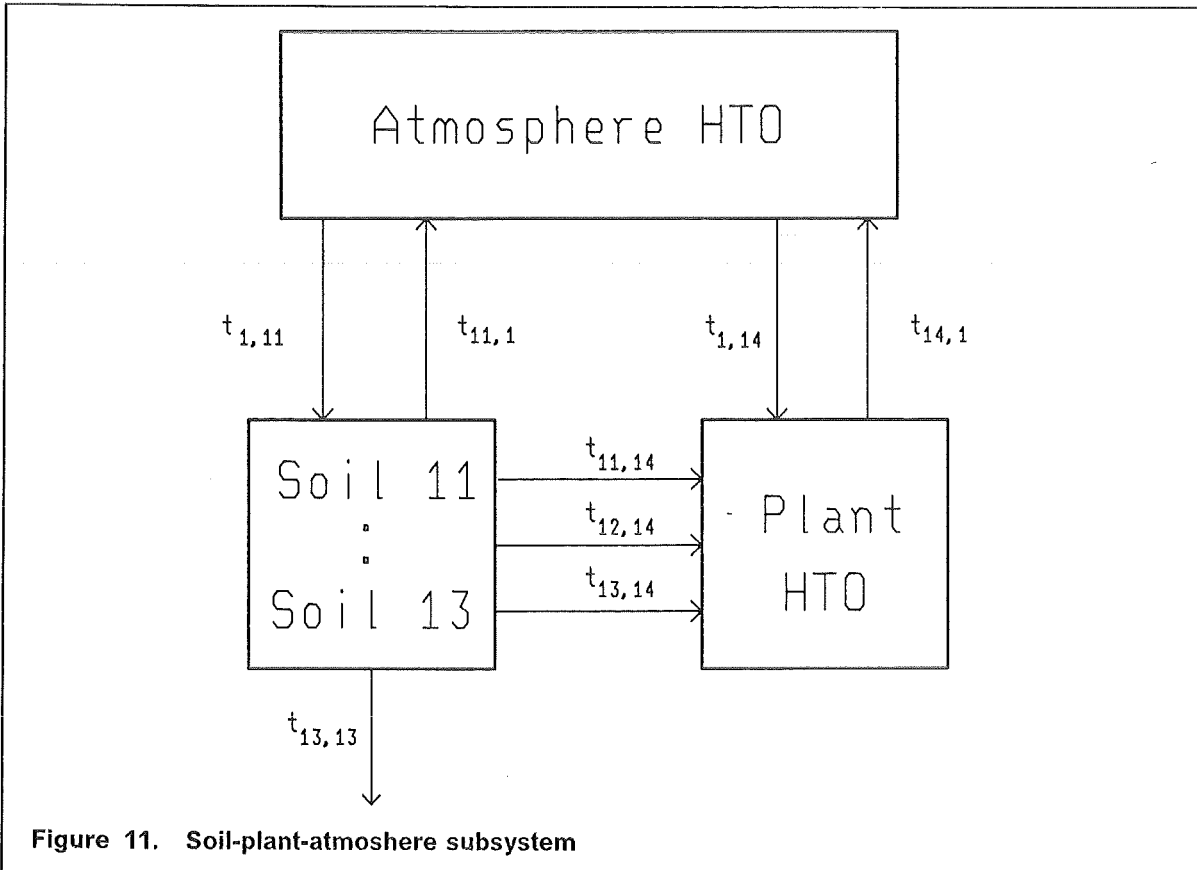 Atmosphere HTO
t1,11
t11,1
t1,14
t14,1
Soil 11
:
Soil 13
t11,14
t12,14
t13,14
Plant
HTO
t13,13
Figure 11. Soil-plant-atmoshere subsystem